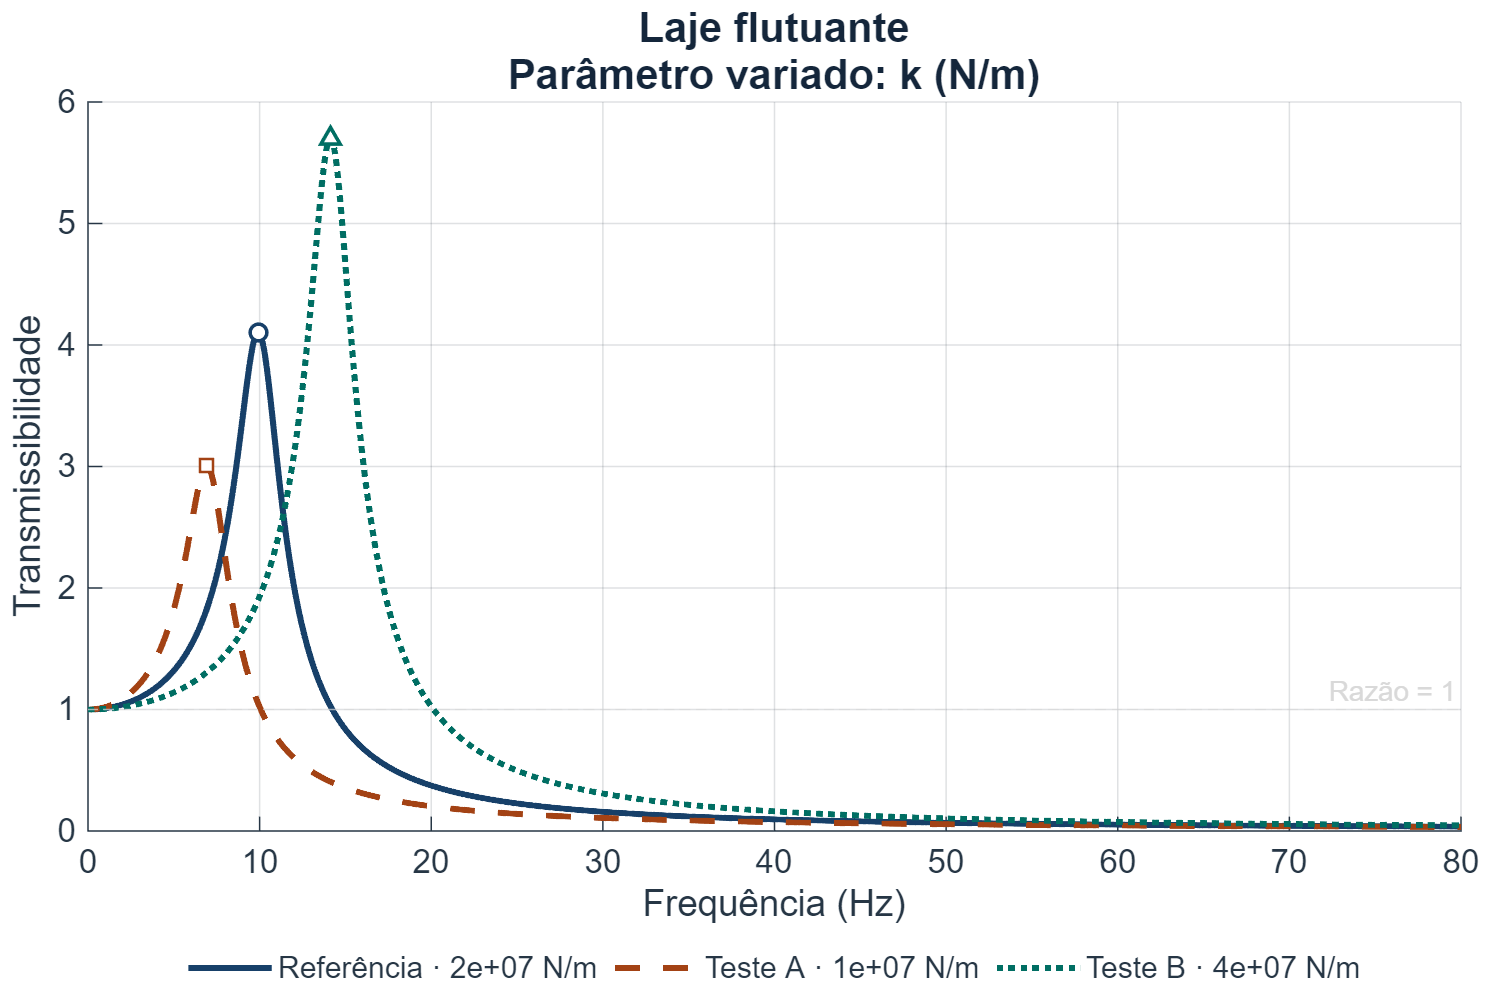 Laje flutuante
Parâmetro variado: k (N/m)
Transmissibilidade
6
5
4
3
2
1
0
Razão = 1
0 10 20 30 40 50 60 70 80
Frequência (Hz)
Referência · 2e+07 N/m Teste A · 1e+07 N/m Teste B · 4e+07 N/m